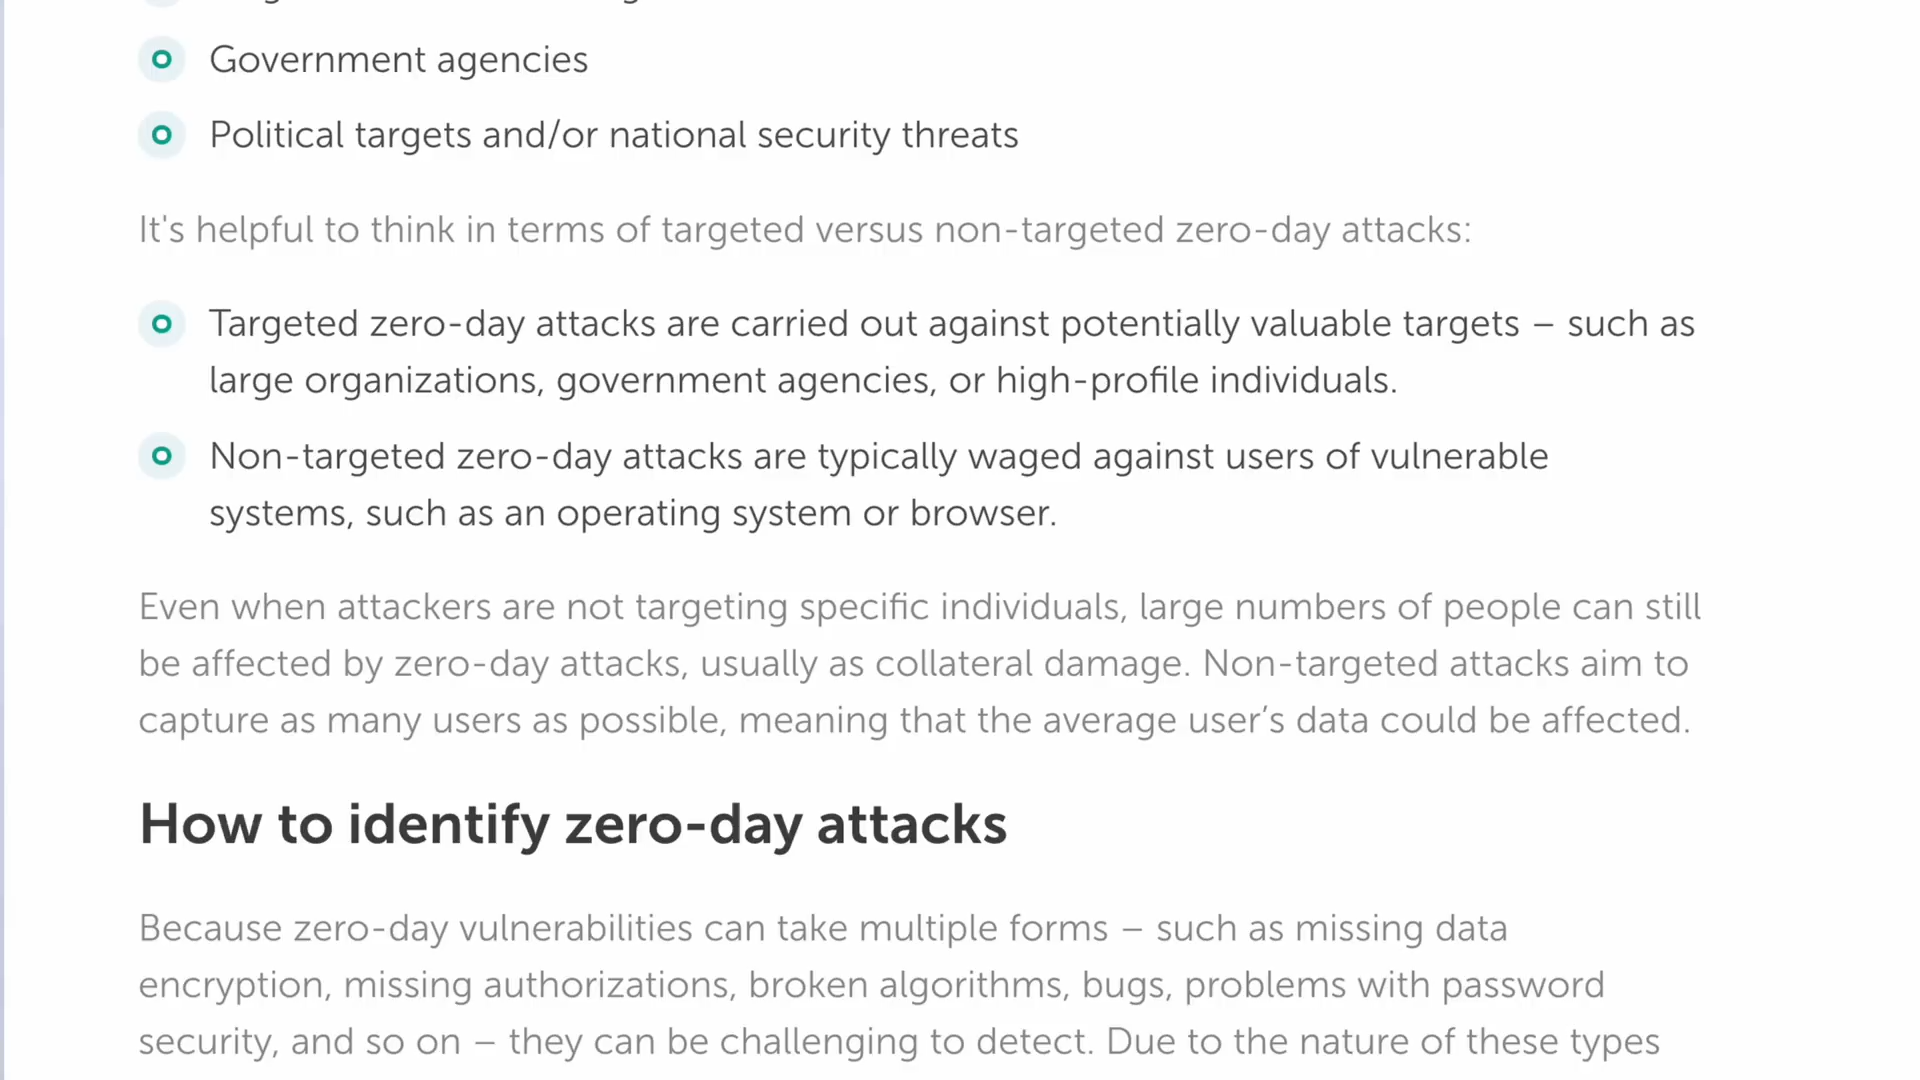 Government agencies
Political targets and/or national security threats
It's helpful to think in terms of targeted versus non-targeted zero-day attacks:
Targeted zero-day attacks are carried out against potentially valuable targets – such as
large organizations, government agencies, or high-profile individuals.
Non-targeted zero-day attacks are typically waged against users of vulnerable
systems, such as an operating system or browser.
Even when attackers are not targeting specific individuals, large numbers of people can still
be affected by zero-day attacks, usually as collateral damage. Non-targeted attacks aim to
capture as many users as possible, meaning that the average user’s data could be affected.
How to identify zero-day attacks
Because zero-day vulnerabilities can take multiple forms – such as missing data
encryption, missing authorizations, broken algorithms, bugs, problems with password
security, and so on – they can be challenging to detect. Due to the nature of these types